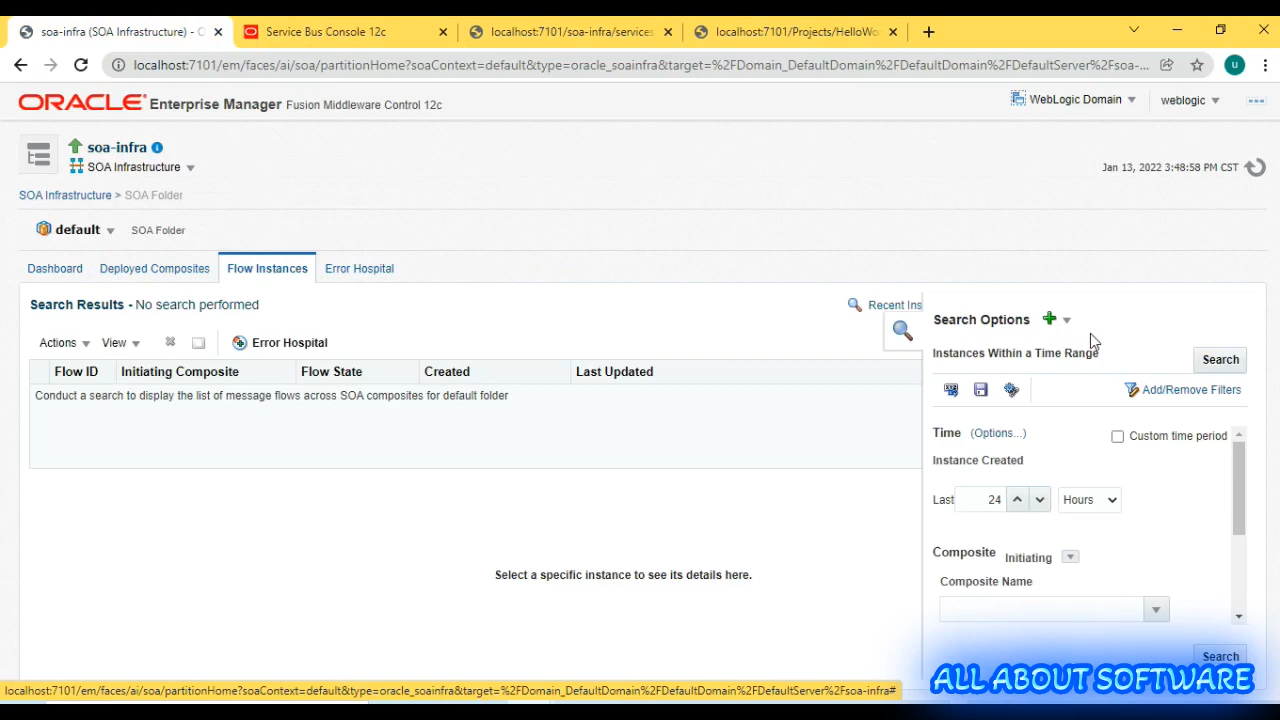 soa-infra (SOA Infrastructure) - O
Service Bus Console 12c
localhost:7101/soa-infra/services
localhost:7101/Projects/HelloWo
localhost:7101/em/faces/ai/soa/partitionHome?soaContext=default&type=oracle_soainfra&target=%2FDomain_DefaultDomain%2FDefaultDomain%2FDefaultServer%2Fsoa-...
u
ORACLE Enterprise Manager Fusion Middleware Control 12c
WebLogic Domain
weblogic
soa-infra
SOA Infrastructure
Jan 13, 2022 3:48:58 PM CST
SOA Infrastructure > SOA Folder
default
SOA Folder
Dashboard
Deployed Composites
Flow Instances
Error Hospital
Search Results - No search performed
Recent Ins
Actions
View
Error Hospital
Flow ID
Initiating Composite
Flow State
Created
Last Updated
Conduct a search to display the list of message flows across SOA composites for default folder
Select a specific instance to see its details here.
Search Options
Instances Within a Time Range
Search
Add/Remove Filters
Time (Options...)
Custom time period
Instance Created
Last 24 Hours
Composite Initiating
Composite Name
Search
ALL ABOUT SOFTWARE
localhost:7101/em/faces/ai/soa/partitionHome?soaContext=default&type=oracle_soainfra&target=%2FDomain_DefaultDomain%2FDefaultDomain%2FDefaultServer%2Fsoa-infra#